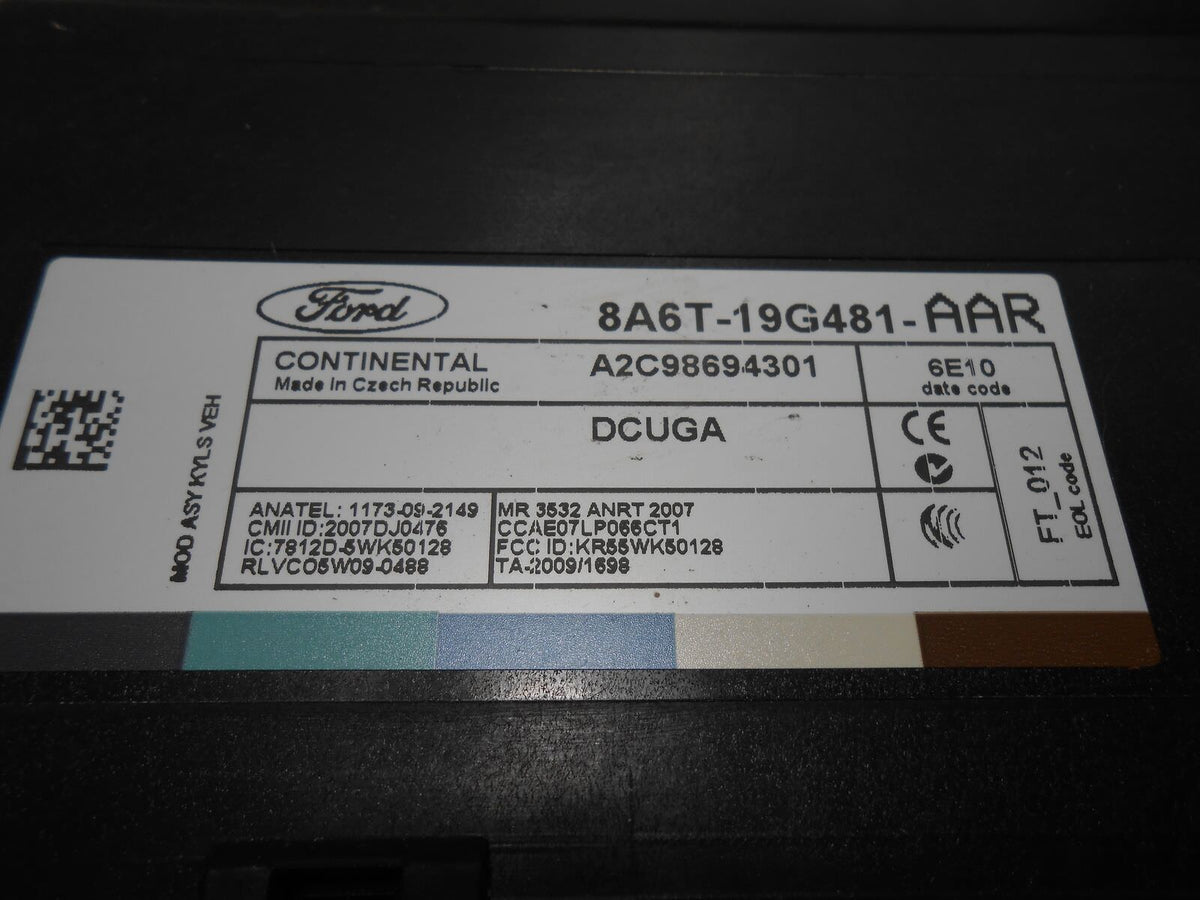 Ford
8A6T-19G481-AAR
CONTINENTAL
Made in Czech Republic
A2C98694301
6E10
date code
DCUGA
CE
FT_012
EOL code
MOD ASY KYLS VEH
ANATEL: 1173-09-2149
CMII ID:2007DJ0476
IC:7812D-5WK50128
RLVCO5W09-0488
MR 3532 ANRT 2007
CCAE07LP066CT1
FCC ID:KR55WK50128
TA-2009/1698